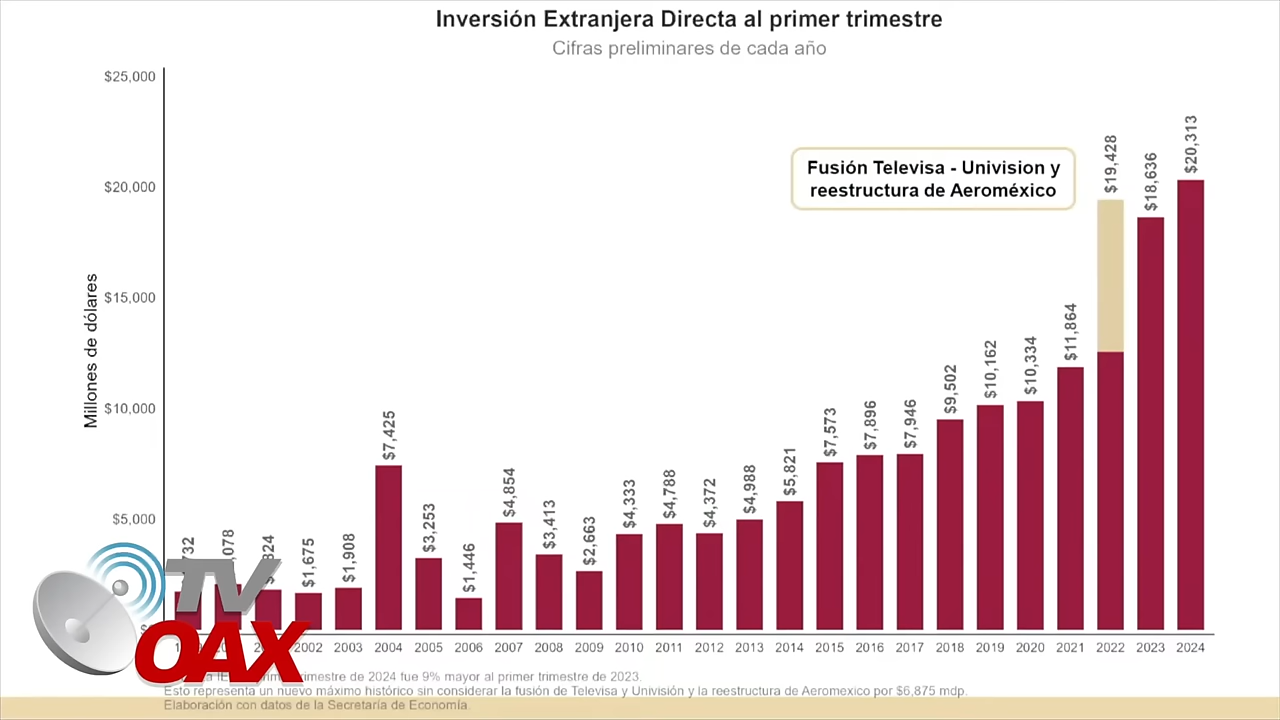 Inversión Extranjera Directa al primer trimestre
Cifras preliminares de cada año
$25,000
$20,000
$15,000
$10,000
$5,000
Millones de dólares
Fusión Televisa - Univision y
reestructura de Aeroméxico
$1,675
$1,908
$7,425
$3,253
$1,446
$4,854
$3,413
$2,663
$4,333
$4,788
$4,372
$4,988
$5,821
$7,573
$7,896
$7,946
$9,502
$10,162
$10,334
$11,864
$19,428
$18,636
$20,313
2002 2003 2004 2005 2006 2007 2008 2009 2010 2011 2012 2013 2014 2015 2016 2017 2018 2019 2020 2021 2022 2023 2024
TV
OAX
de 2024 fue 9% mayor al primer trimestre de 2023.
Esto representa un nuevo máximo histórico sin considerar la fusión de Televisa y Univisión y la reestructura de Aeromexico por $6,875 mdp.
Elaboración con datos de la Secretaría de Economía.